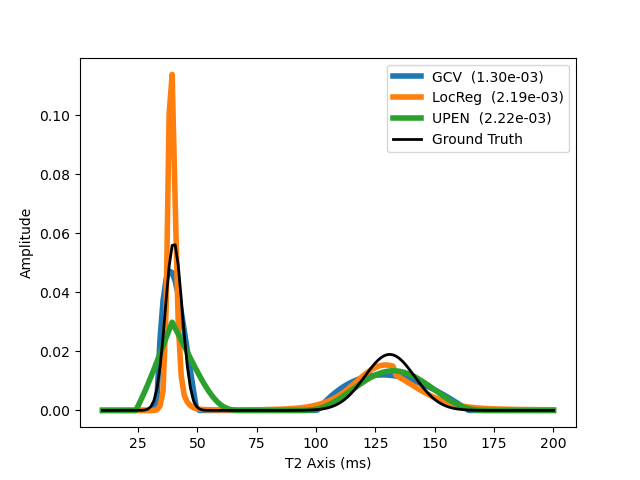 GCV (1.30e-03)
LocReg (2.19e-03)
UPEN (2.22e-03)
Ground Truth
0.10
0.08
0.06
0.04
0.02
0.00
Amplitude
25 50 75 100 125 150 175 200
T2 Axis (ms)